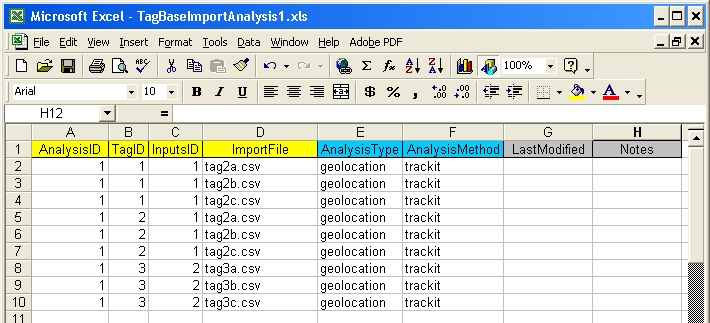 Microsoft Excel - TagBaseImportAnalysis1.xls
File Edit View Insert Format Tools Data Window Help Adobe PDF
Σ f× A Z Z A 100% ?
Arial 10 B I U $ % , .00 .0 A
H12 =
A B C D E F G H
1 AnalysisID TagID InputsID ImportFile AnalysisType AnalysisMethod LastModified Notes
2 1 1 1 tag2a.csv geolocation trackit
3 1 1 1 tag2b.csv geolocation trackit
4 1 1 1 tag2c.csv geolocation trackit
5 1 2 1 tag2a.csv geolocation trackit
6 1 2 1 tag2b.csv geolocation trackit
7 1 2 1 tag2c.csv geolocation trackit
8 1 3 2 tag3a.csv geolocation trackit
9 1 3 2 tag3b.csv geolocation trackit
10 1 3 2 tag3c.csv geolocation trackit
11